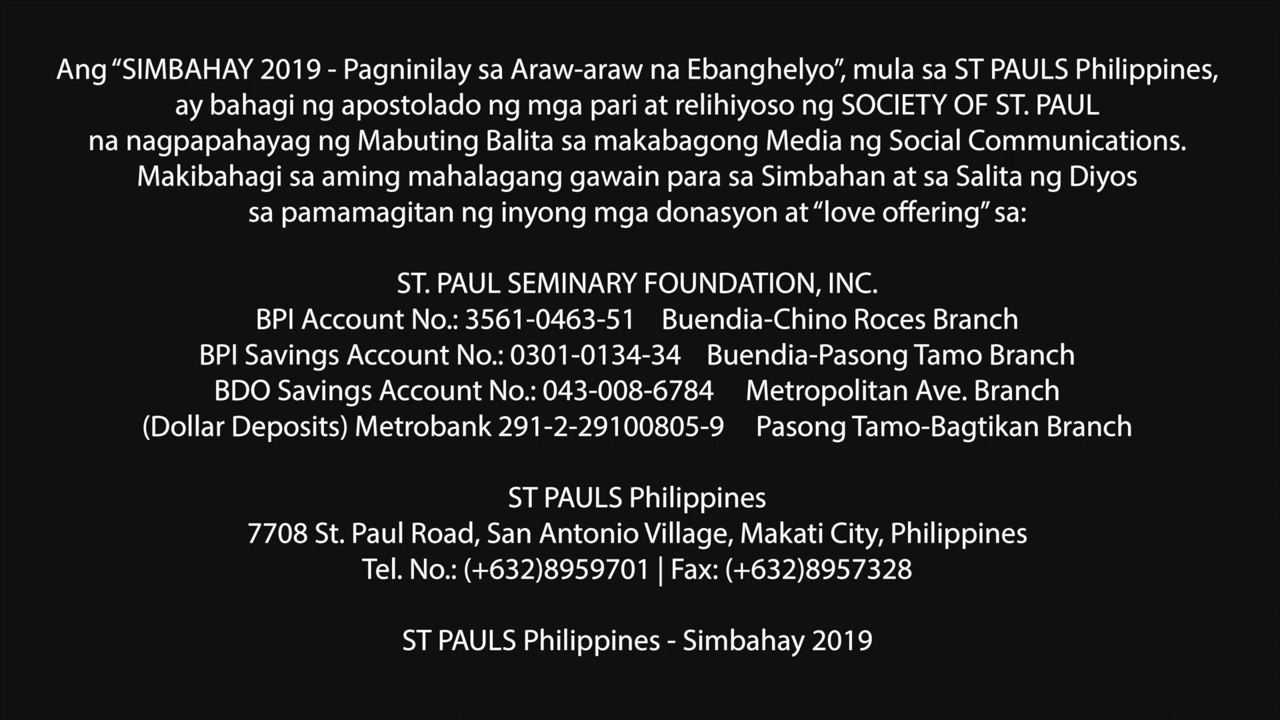 Ang “SIMBAHAY 2019 - Pagninilay sa Araw-araw na Ebanghelyo”, mula sa ST PAULS Philippines,
ay bahagi ng apostolado ng mga pari at relihiyoso ng SOCIETY OF ST. PAUL
na nagpapahayag ng Mabuting Balita sa makabagong Media ng Social Communications.
Makibahagi sa aming mahalagang gawain para sa Simbahan at sa Salita ng Diyos
sa pamamagitan ng inyong mga donasyon at “love offering” sa:
ST. PAUL SEMINARY FOUNDATION, INC.
BPI Account No.: 3561-0463-51 Buendia-Chino Roces Branch
BPI Savings Account No.: 0301-0134-34 Buendia-Pasong Tamo Branch
BDO Savings Account No.: 043-008-6784 Metropolitan Ave. Branch
(Dollar Deposits) Metrobank 291-2-29100805-9 Pasong Tamo-Bagtikan Branch
ST PAULS Philippines
7708 St. Paul Road, San Antonio Village, Makati City, Philippines
Tel. No.: (+632)8959701 | Fax: (+632)8957328
ST PAULS Philippines - Simbahay 2019